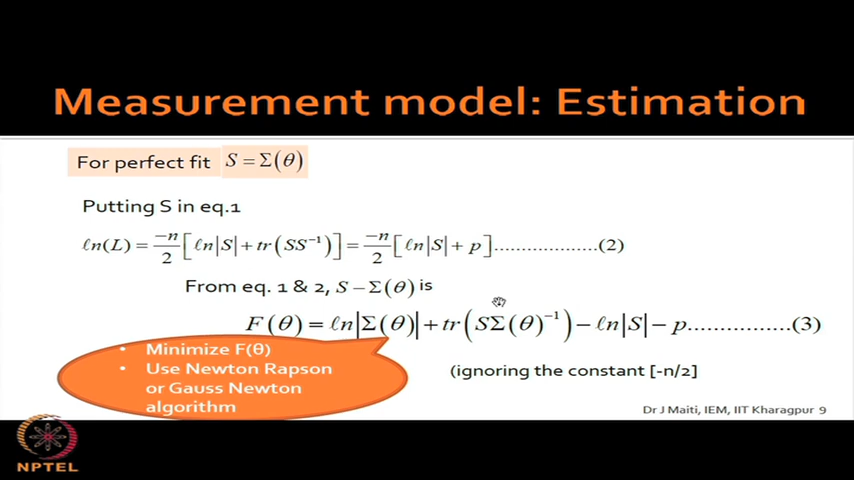 Measurement model: Estimation
For perfect fit S = Σ(θ)
Putting S in eq.1
ℓn(L) = -n/2 [ℓn|S| + tr(SS⁻¹)] = -n/2 [ℓn|S| + p]...................(2)
From eq. 1 & 2, S − Σ(θ) is
F(θ) = ℓn|Σ(θ)| + tr(SΣ(θ)⁻¹) − ℓn|S| − p...............(3)
• Minimize F(θ)
• Use Newton Rapson
or Gauss Newton
algorithm
(ignoring the constant [-n/2]
Dr J Maiti, IEM, IIT Kharagpur 9
NPTEL